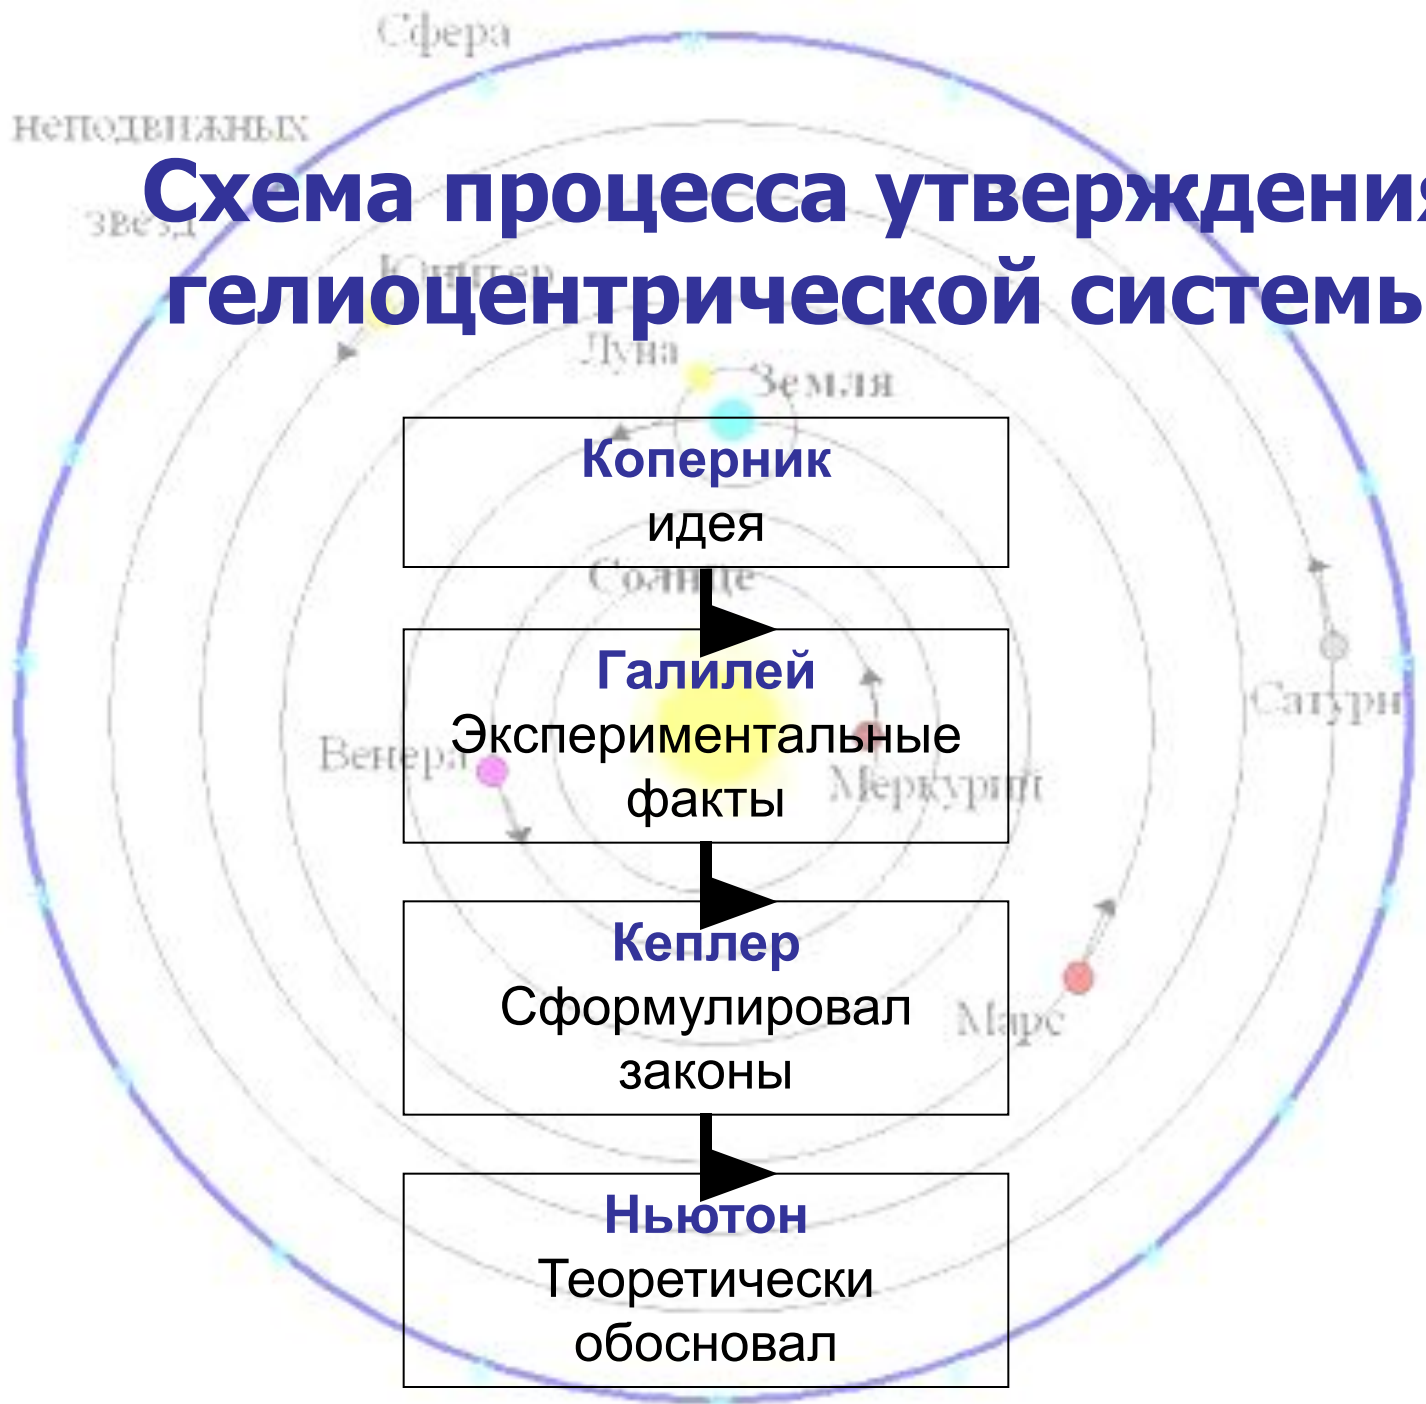 Сфера
неподвижных
звезд
Схема процесса утверждения
гелиоцентрической системы
Юпитер
Луна
Земля
Коперник
идея
Солнце
Галилей
Экспериментальные
факты
Венера
Меркурий
Сатурн
Кеплер
Сформулировал
законы
Марс
Ньютон
Теоретически
обосновал